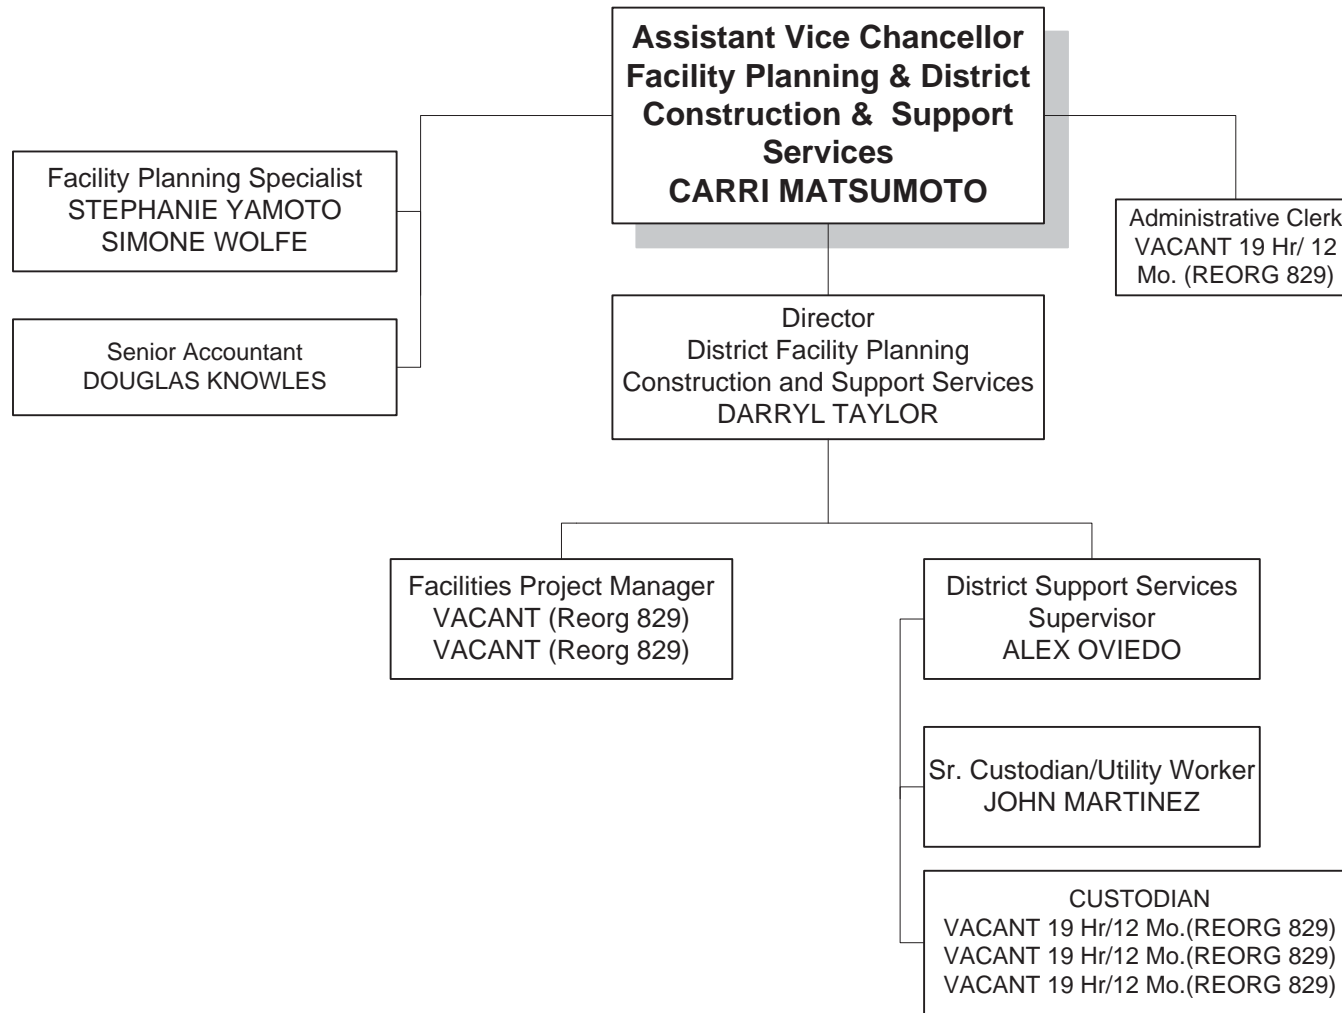 Assistant Vice Chancellor
Facility Planning & District
Construction & Support
Services
CARRI MATSUMOTO
Facility Planning Specialist
STEPHANIE YAMOTO
SIMONE WOLFE
Administrative Clerk
VACANT 19 Hr/ 12
Mo. (REORG 829)
Senior Accountant
DOUGLAS KNOWLES
Director
District Facility Planning
Construction and Support Services
DARRYL TAYLOR
Facilities Project Manager
VACANT (Reorg 829)
VACANT (Reorg 829)
District Support Services
Supervisor
ALEX OVIEDO
Sr. Custodian/Utility Worker
JOHN MARTINEZ
CUSTODIAN
VACANT 19 Hr/12 Mo.(REORG 829)
VACANT 19 Hr/12 Mo.(REORG 829)
VACANT 19 Hr/12 Mo.(REORG 829)